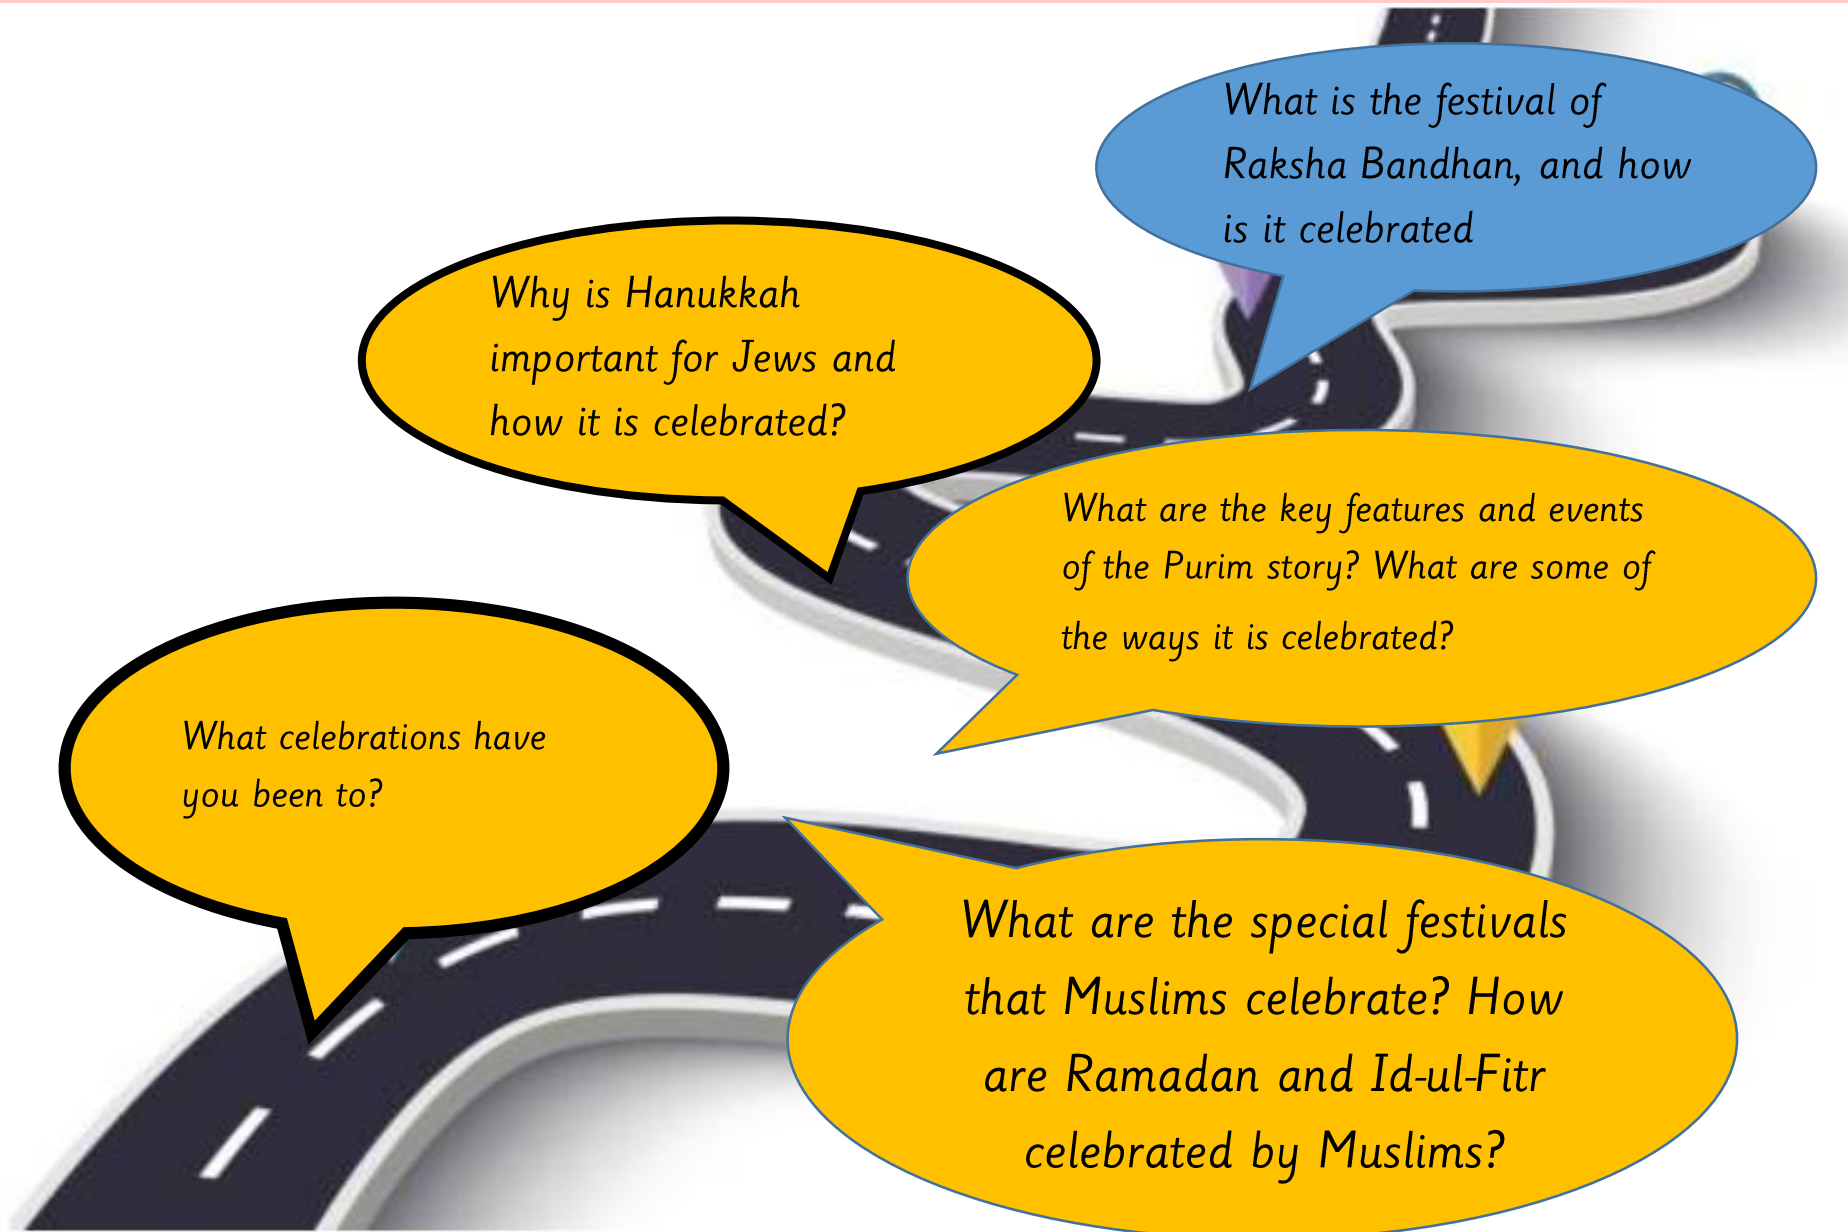 What is the festival of
Raksha Bandhan, and how
is it celebrated
Why is Hanukkah
important for Jews and
how it is celebrated?
What are the key features and events
of the Purim story? What are some of
the ways it is celebrated?
What celebrations have
you been to?
What are the special festivals
that Muslims celebrate? How
are Ramadan and Id-ul-Fitr
celebrated by Muslims?